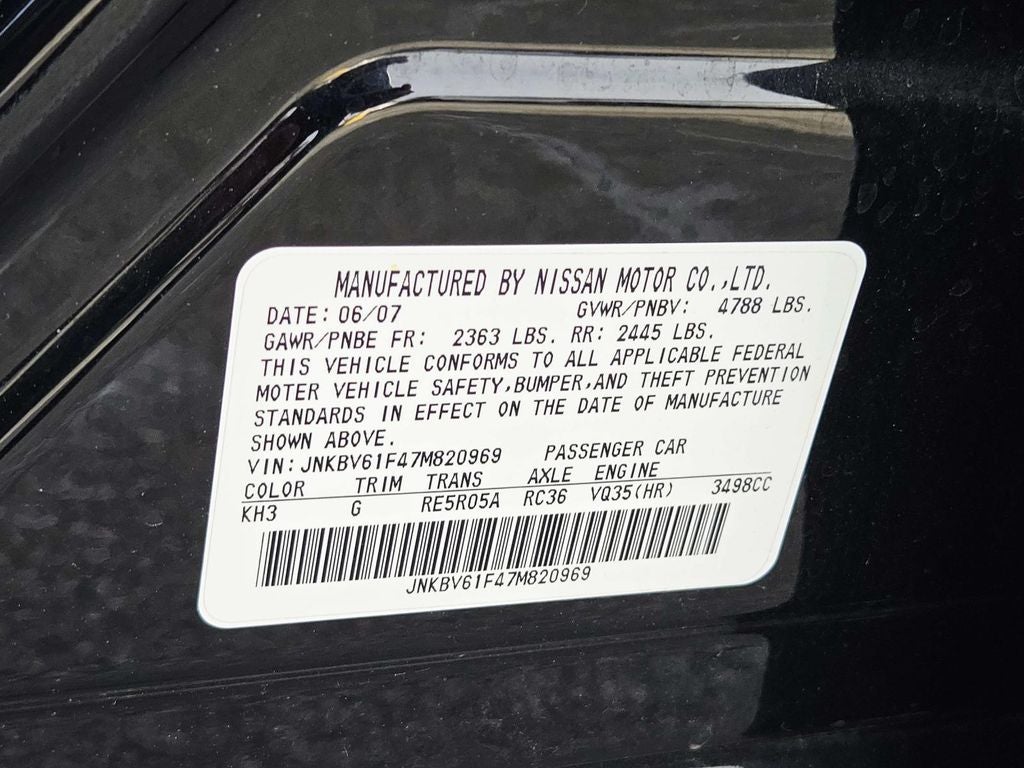 MANUFACTURED BY NISSAN MOTOR CO.,LTD.
DATE: 06/07 GVWR/PNBV: 4788 LBS.
GAWR/PNBE FR: 2363 LBS. RR: 2445 LBS.
THIS VEHICLE CONFORMS TO ALL APPLICABLE FEDERAL
MOTER VEHICLE SAFETY,BUMPER,AND THEFT PREVENTION
STANDARDS IN EFFECT ON THE DATE OF MANUFACTURE
SHOWN ABOVE.
VIN: JNKBV61F47M820969 PASSENGER CAR
COLOR TRIM TRANS AXLE ENGINE
KH3 G RE5R05A RC36 VQ35(HR) 3498CC
JNKBV61F47M820969